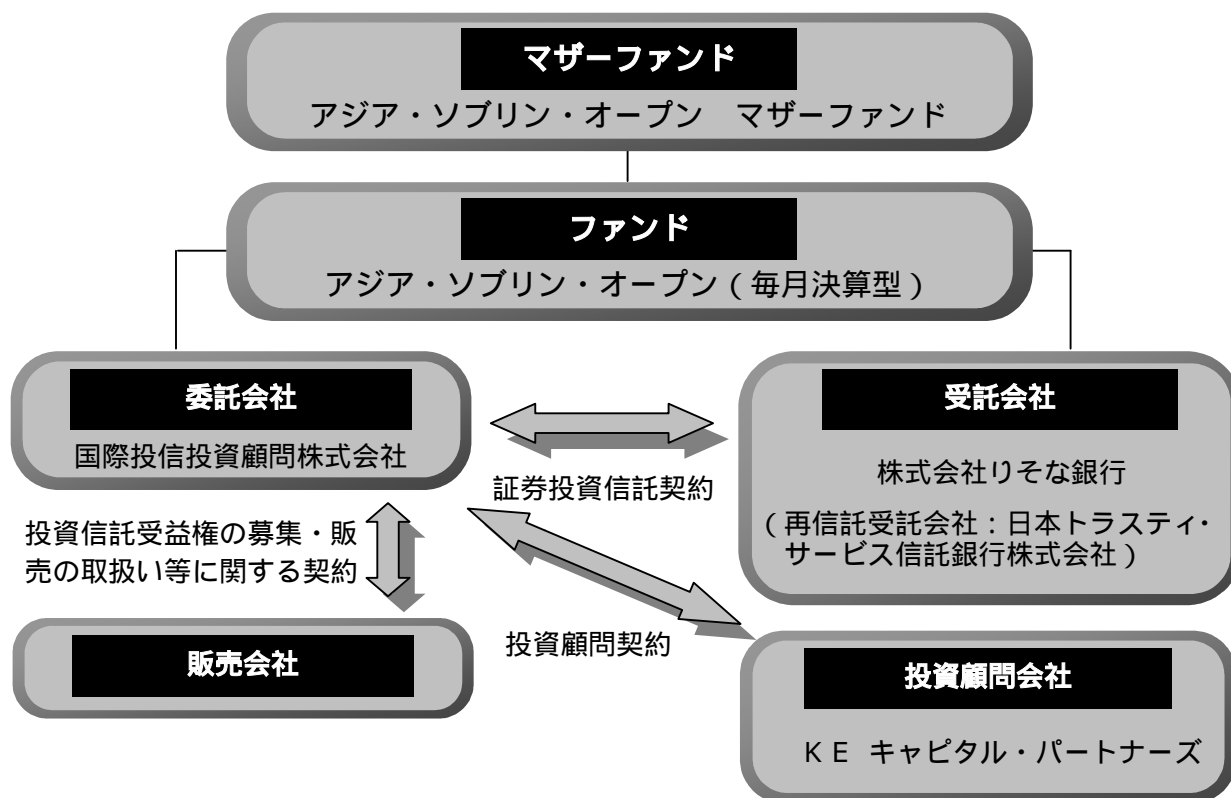 マザーファンド
アジア・ソブリン・オープン　マザーファンド
ファンド
アジア・ソブリン・オープン（毎月決算型）
委託会社
国際投信投資顧問株式会社
受託会社
株式会社りそな銀行
（再信託受託会社：日本トラスティ・
サービス信託銀行株式会社）
証券投資信託契約
投資信託受益権の募集・販
売の取扱い等に関する契約
投資顧問契約
販売会社
投資顧問会社
ＫＥ キャピタル・パートナーズ